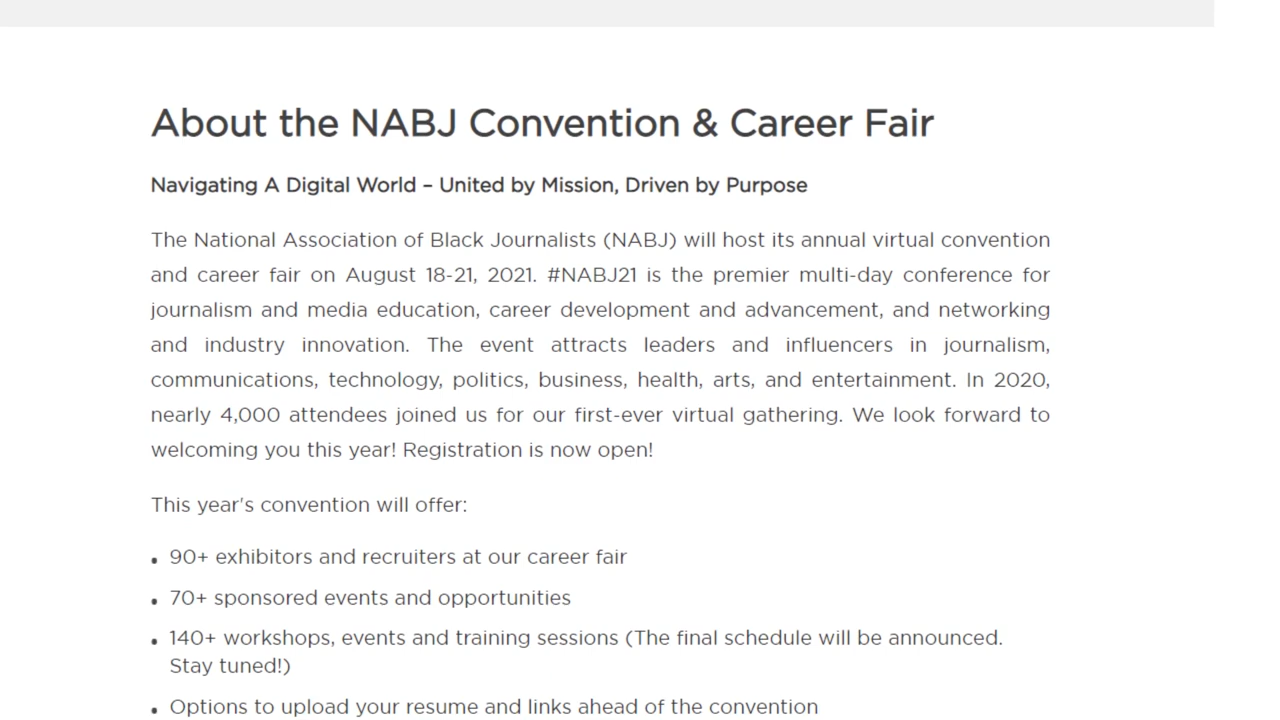 About the NABJ Convention & Career Fair
Navigating A Digital World – United by Mission, Driven by Purpose
The National Association of Black Journalists (NABJ) will host its annual virtual convention
and career fair on August 18-21, 2021. #NABJ21 is the premier multi-day conference for
journalism and media education, career development and advancement, and networking
and industry innovation. The event attracts leaders and influencers in journalism,
communications, technology, politics, business, health, arts, and entertainment. In 2020,
nearly 4,000 attendees joined us for our first-ever virtual gathering. We look forward to
welcoming you this year! Registration is now open!
This year's convention will offer:
• 90+ exhibitors and recruiters at our career fair
• 70+ sponsored events and opportunities
• 140+ workshops, events and training sessions (The final schedule will be announced.
Stay tuned!)
• Options to upload your resume and links ahead of the convention